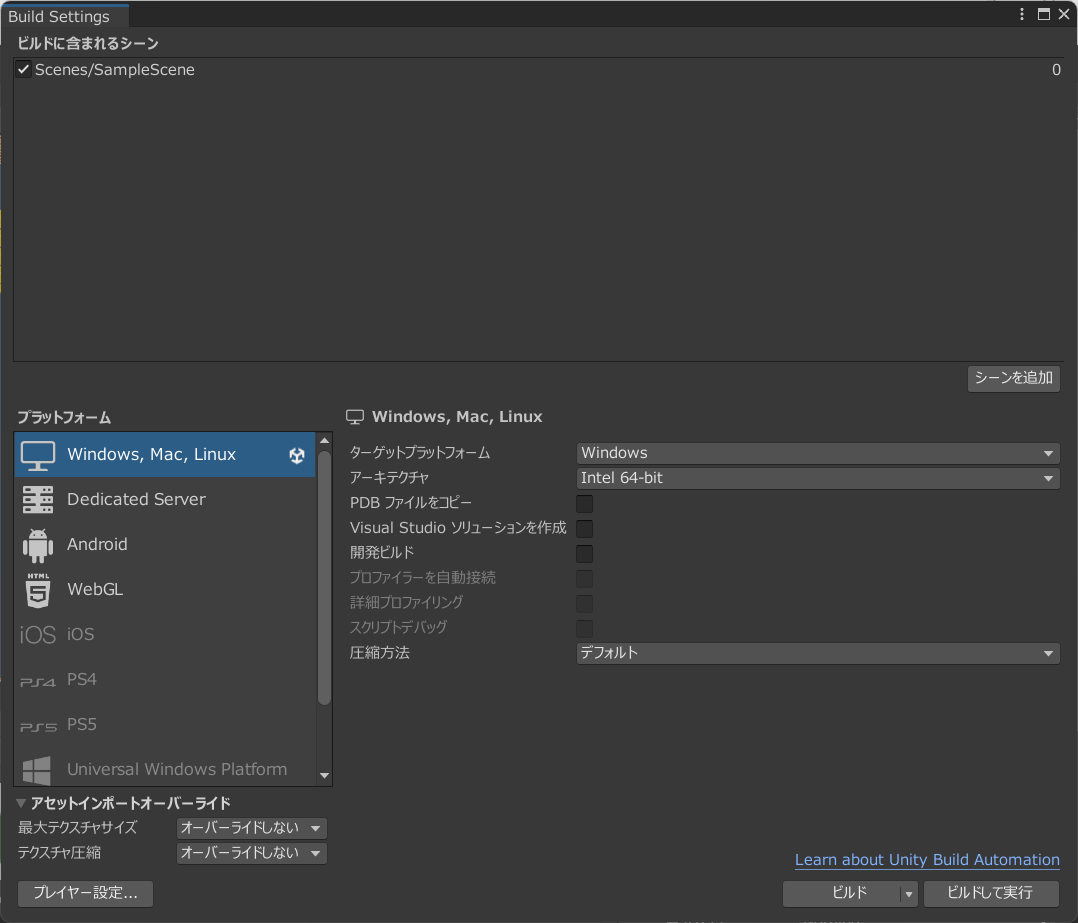 Build Settings
ビルドに含まれるシーン
Scenes/SampleScene 0
シーンを追加
プラットフォーム
Windows, Mac, Linux
Dedicated Server
Android
HTML 5 WebGL
iOS iOS
PS4 PS4
PS5 PS5
Universal Windows Platform
Windows, Mac, Linux
ターゲットプラットフォーム Windows
アーキテクチャ Intel 64-bit
PDB ファイルをコピー
Visual Studio ソリューションを作成
開発ビルド
プロファイラーを自動接続
詳細プロファイリング
スクリプトデバッグ
圧縮方法 デフォルト
アセットインポートオーバーライド
最大テクスチャサイズ オーバーライドしない
テクスチャ圧縮 オーバーライドしない
Learn about Unity Build Automation
プレイヤー設定...
ビルド
ビルドして実行